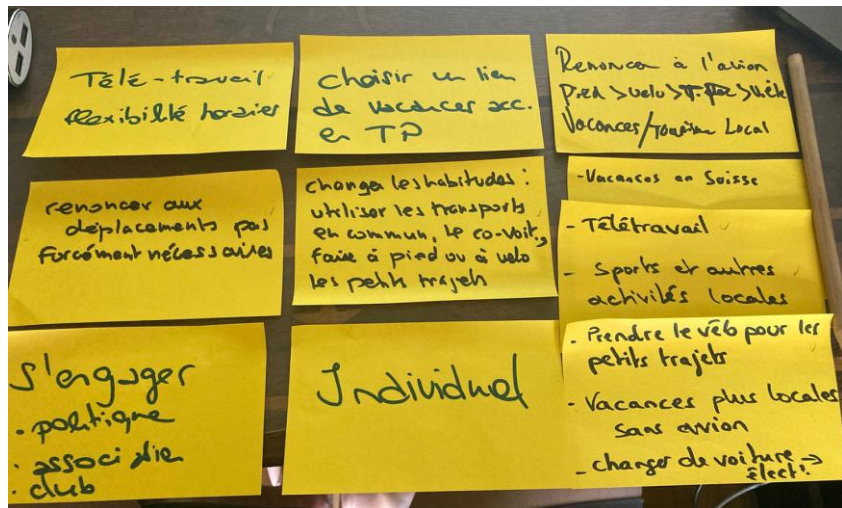 Télé-travail
flexibilité horaires
choisir un lieu
de vacances acc.
en TP
Renoncer à l'avion
Pied > vélo > T.
Vacances/tourisme Local
renoncer aux
déplacements pas
forcément nécessaires
changer les habitudes :
utiliser les transports
en commun, le co-voit,
faire à pied ou à vélo
les petits trajets
- Vacances en Suisse
- Télétravail
- Sports et autres
activités locales
S'engager
· politique
· association
· club
Individuel
· Prendre le vélo pour les
petits trajets
- Vacances plus locales
sans avion
- changer de voiture →
élect.